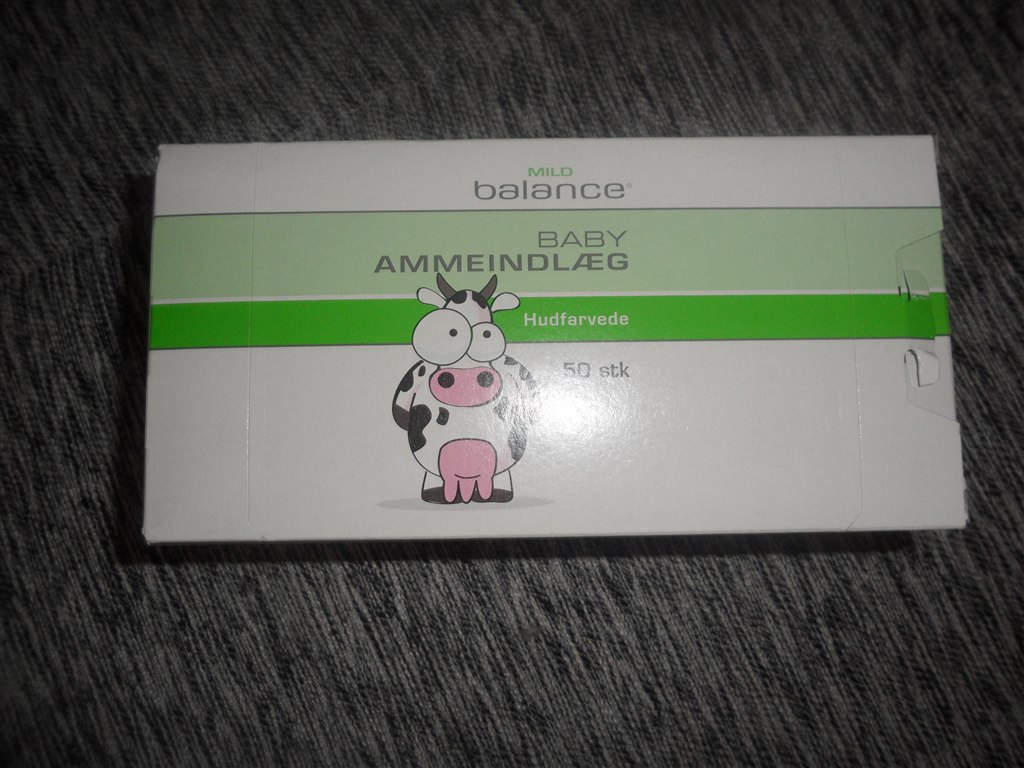 MILD
balance®
BABY
AMMEINDLÆG
Hudfarvede
50 stk